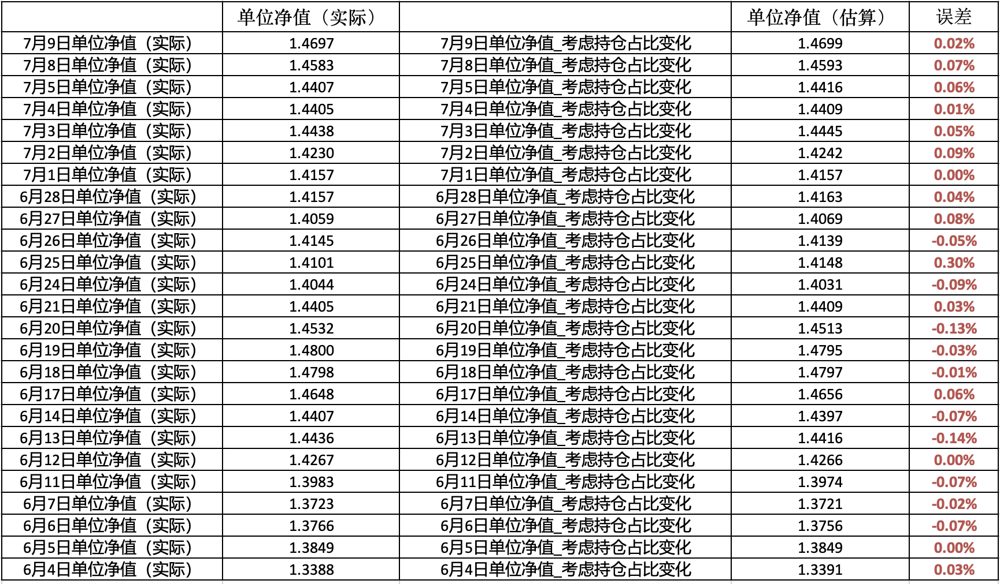 单位净值（实际） 单位净值（估算） 误差
7月9日单位净值（实际） 1.4697 7月9日单位净值_考虑持仓占比变化 1.4699 0.02%
7月8日单位净值（实际） 1.4583 7月8日单位净值_考虑持仓占比变化 1.4593 0.07%
7月5日单位净值（实际） 1.4407 7月5日单位净值_考虑持仓占比变化 1.4416 0.06%
7月4日单位净值（实际） 1.4405 7月4日单位净值_考虑持仓占比变化 1.4409 0.01%
7月3日单位净值（实际） 1.4438 7月3日单位净值_考虑持仓占比变化 1.4445 0.05%
7月2日单位净值（实际） 1.4230 7月2日单位净值_考虑持仓占比变化 1.4242 0.09%
7月1日单位净值（实际） 1.4157 7月1日单位净值_考虑持仓占比变化 1.4157 0.00%
6月28日单位净值（实际） 1.4157 6月28日单位净值_考虑持仓占比变化 1.4163 0.04%
6月27日单位净值（实际） 1.4059 6月27日单位净值_考虑持仓占比变化 1.4069 0.08%
6月26日单位净值（实际） 1.4145 6月26日单位净值_考虑持仓占比变化 1.4139 -0.05%
6月25日单位净值（实际） 1.4101 6月25日单位净值_考虑持仓占比变化 1.4148 0.30%
6月24日单位净值（实际） 1.4044 6月24日单位净值_考虑持仓占比变化 1.4031 -0.09%
6月21日单位净值（实际） 1.4405 6月21日单位净值_考虑持仓占比变化 1.4409 0.03%
6月20日单位净值（实际） 1.4532 6月20日单位净值_考虑持仓占比变化 1.4513 -0.13%
6月19日单位净值（实际） 1.4800 6月19日单位净值_考虑持仓占比变化 1.4795 -0.03%
6月18日单位净值（实际） 1.4798 6月18日单位净值_考虑持仓占比变化 1.4797 -0.01%
6月17日单位净值（实际） 1.4648 6月17日单位净值_考虑持仓占比变化 1.4656 0.06%
6月14日单位净值（实际） 1.4407 6月14日单位净值_考虑持仓占比变化 1.4397 -0.07%
6月13日单位净值（实际） 1.4436 6月13日单位净值_考虑持仓占比变化 1.4416 -0.14%
6月12日单位净值（实际） 1.4267 6月12日单位净值_考虑持仓占比变化 1.4266 0.00%
6月11日单位净值（实际） 1.3983 6月11日单位净值_考虑持仓占比变化 1.3974 -0.07%
6月7日单位净值（实际） 1.3723 6月7日单位净值_考虑持仓占比变化 1.3721 -0.02%
6月6日单位净值（实际） 1.3766 6月6日单位净值_考虑持仓占比变化 1.3756 -0.07%
6月5日单位净值（实际） 1.3849 6月5日单位净值_考虑持仓占比变化 1.3849 0.00%
6月4日单位净值（实际） 1.3388 6月4日单位净值_考虑持仓占比变化 1.3391 0.03%